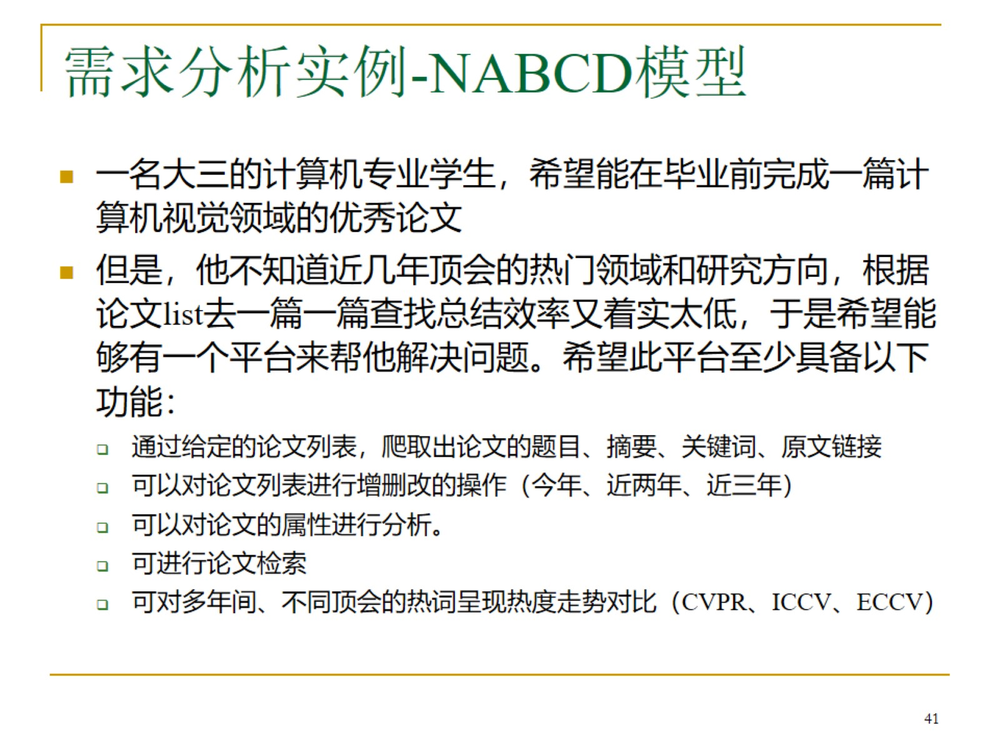 需求分析实例-NABCD模型
一名大三的计算机专业学生，希望能在毕业前完成一篇计
算机视觉领域的优秀论文
但是，他不知道近几年顶会的热门领域和研究方向，根据
论文list去一篇一篇查找总结效率又着实太低，于是希望能
够有一个平台来帮他解决问题。希望此平台至少具备以下
功能：
通过给定的论文列表，爬取出论文的题目、摘要、关键词、原文链接
可以对论文列表进行增删改的操作（今年、近两年、近三年）
可以对论文的属性进行分析。
可进行论文检索
可对多年间、不同顶会的热词呈现热度走势对比（CVPR、ICCV、ECCV）
41